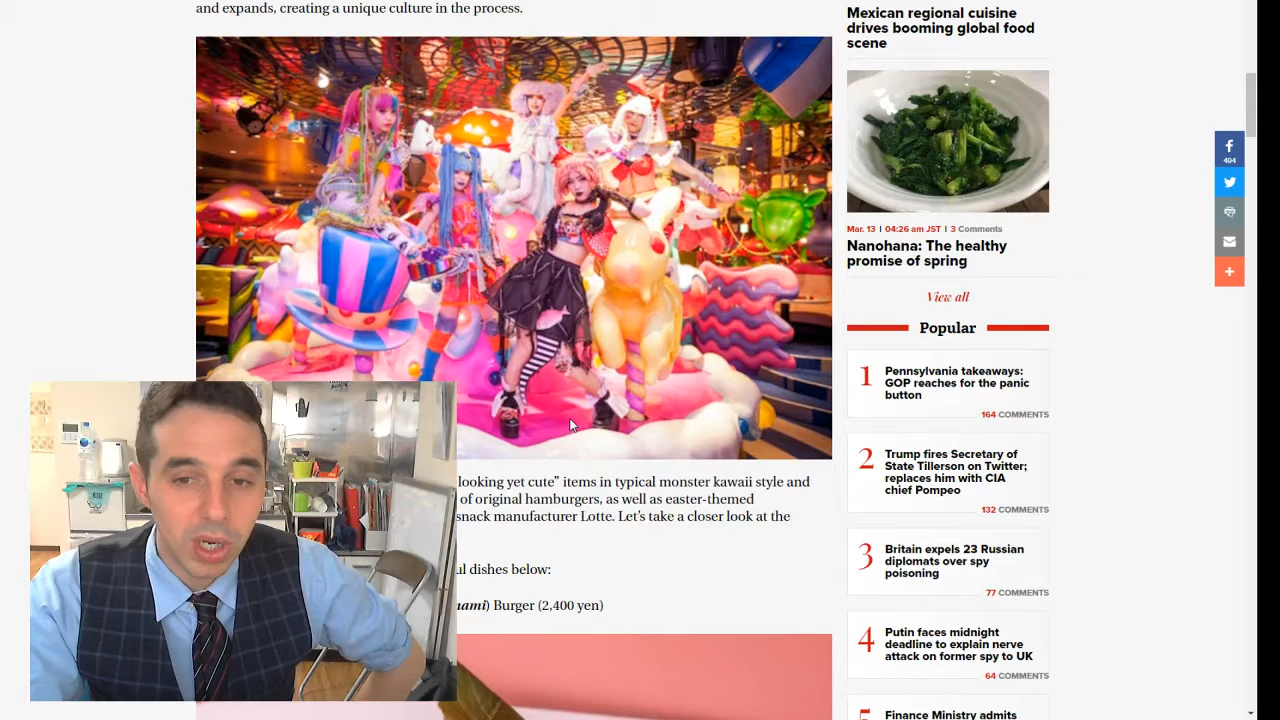 and expands, creating a unique culture in the process.
looking yet cute” items in typical monster kawaii style and
of original hamburgers, as well as easter-themed
snack manufacturer Lotte. Let’s take a closer look at the
ul dishes below:
nami) Burger (2,400 yen)
Mexican regional cuisine
drives booming global food
scene
Mar. 13 | 04:26 am JST | 3 Comments
Nanohana: The healthy
promise of spring
View all
Popular
1
Pennsylvania takeaways:
GOP reaches for the panic
button
164 COMMENTS
2
Trump fires Secretary of
State Tillerson on Twitter;
replaces him with CIA
chief Pompeo
132 COMMENTS
3
Britain expels 23 Russian
diplomats over spy
poisoning
77 COMMENTS
4
Putin faces midnight
deadline to explain nerve
attack on former spy to UK
64 COMMENTS
Finance Ministry admits
494